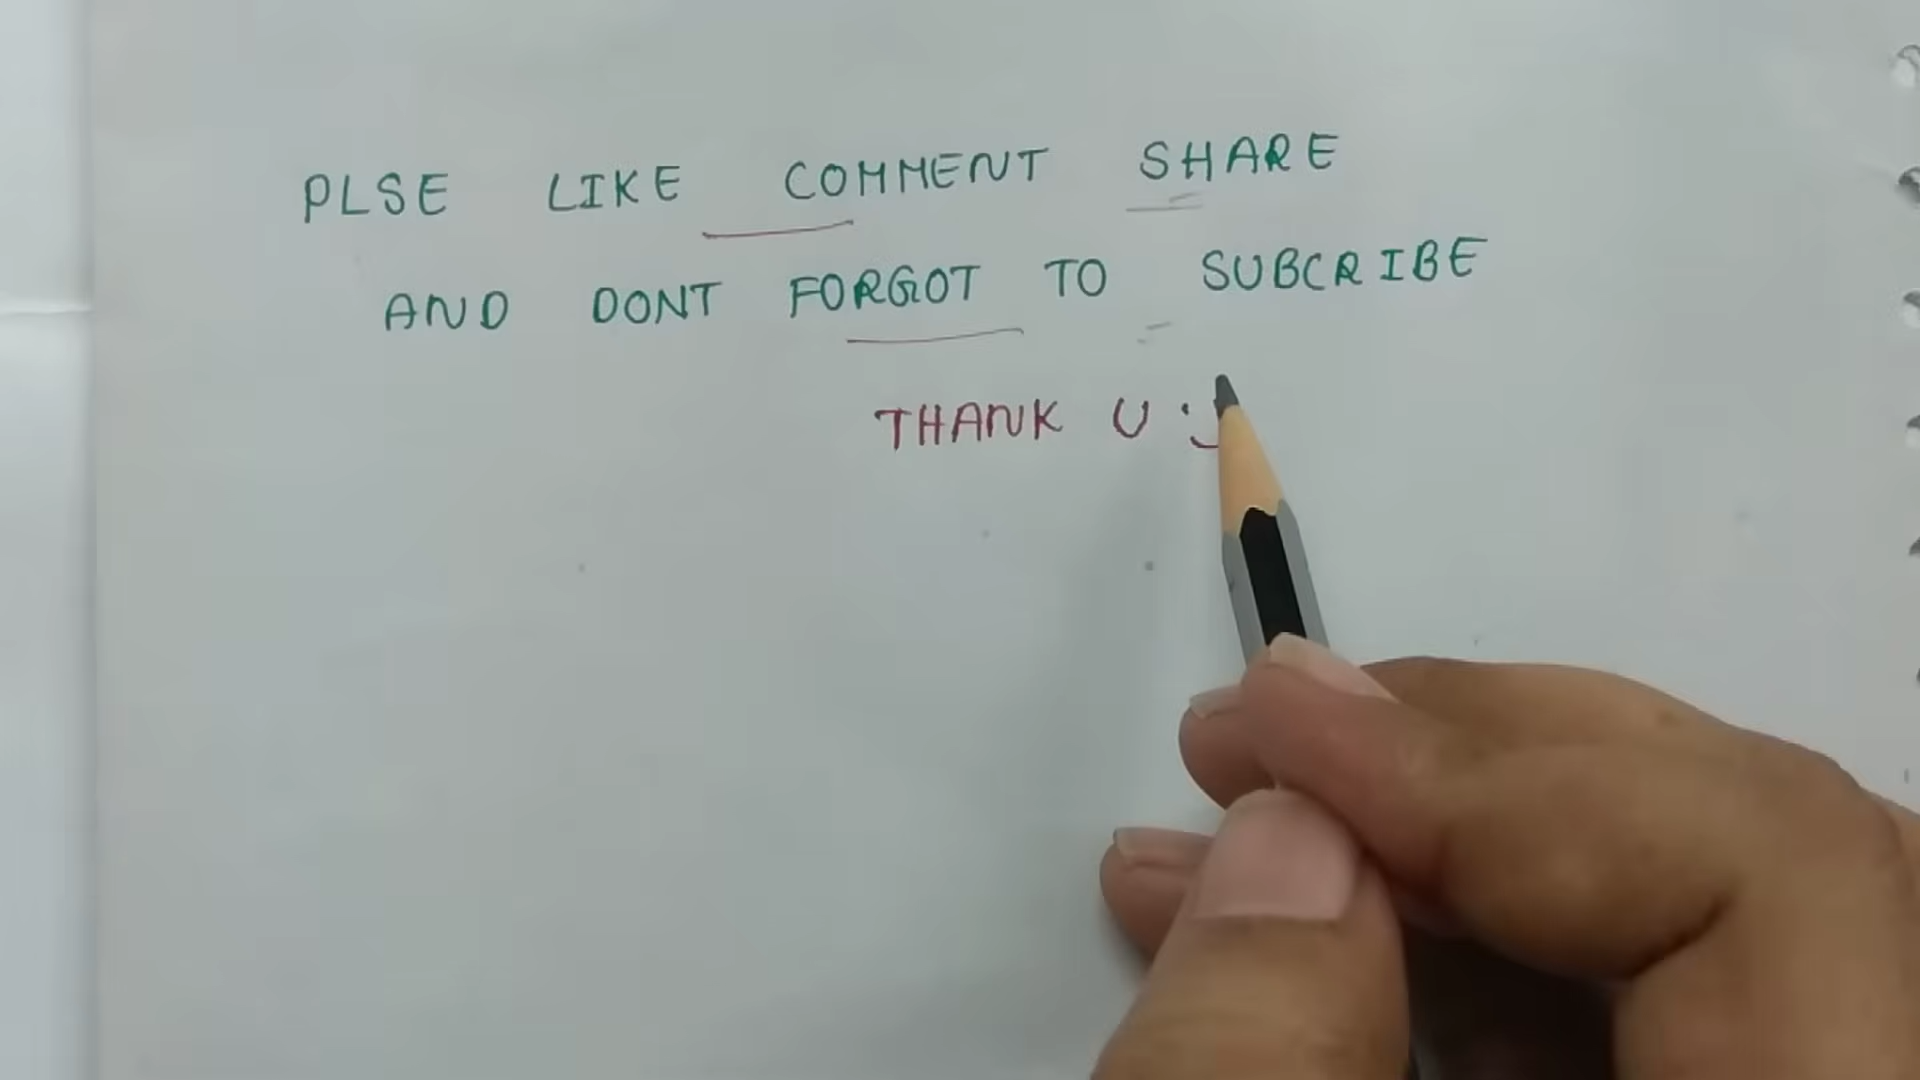 PLSE LIKE COMMENT SHARE
AND DONT FORGOT TO SUBCRIBE
THANK U :)